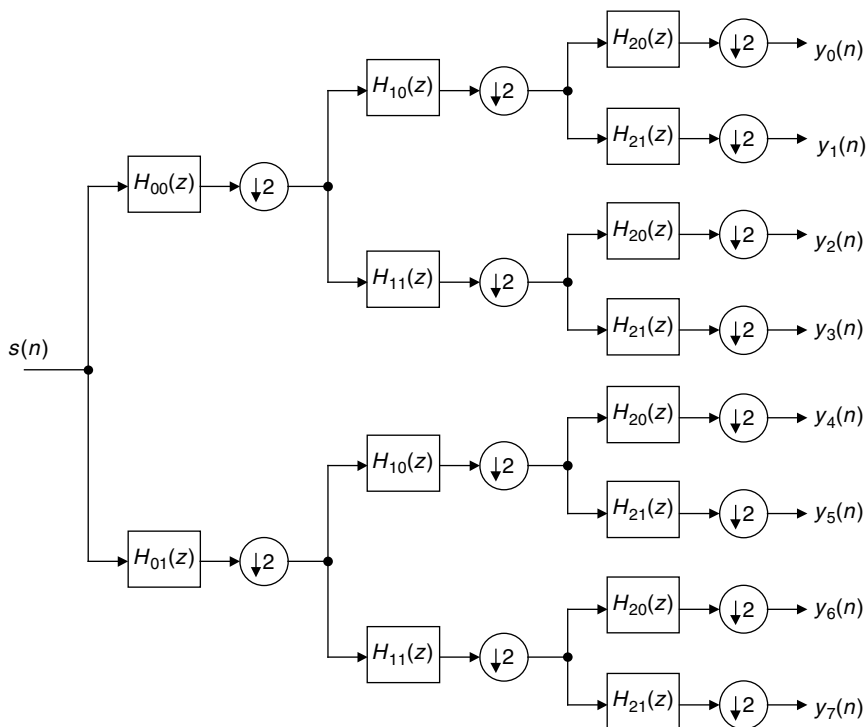 H₂₀(z) ↓2 y₀(n)
H₁₀(z) ↓2
H₂₁(z) ↓2 y₁(n)
H₀₀(z) ↓2
H₂₀(z) ↓2 y₂(n)
H₁₁(z) ↓2
H₂₁(z) ↓2 y₃(n)
s(n)
H₂₀(z) ↓2 y₄(n)
H₁₀(z) ↓2
H₂₁(z) ↓2 y₅(n)
H₀₁(z) ↓2
H₂₀(z) ↓2 y₆(n)
H₁₁(z) ↓2
H₂₁(z) ↓2 y₇(n)